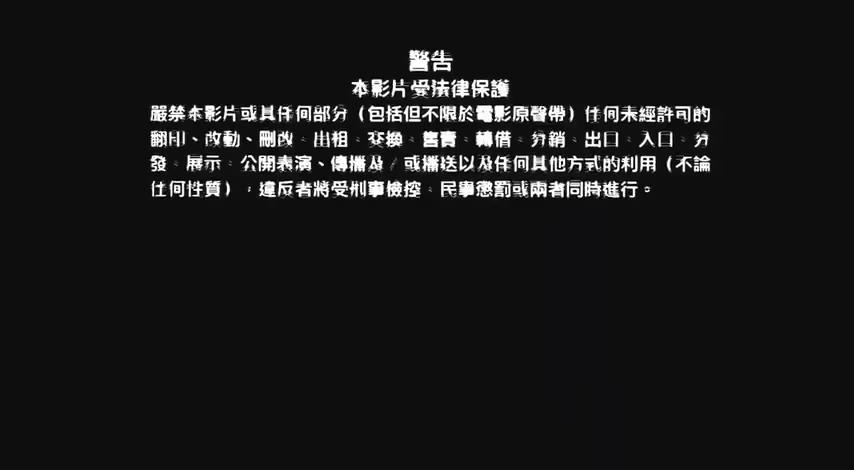 警告
本影片受法律保護
嚴禁本影片或其任何部分（包括但不限於電影原聲帶）任何未經許可的
翻印、改動、刪改、出租、交換、售賣、轉借、分銷、出口、入口、分
發、展示、公開表演、傳播及／或播送以及任何其他方式的利用（不論
任何性質），違反者將受刑事檢控、民事懲罰或兩者同時進行。